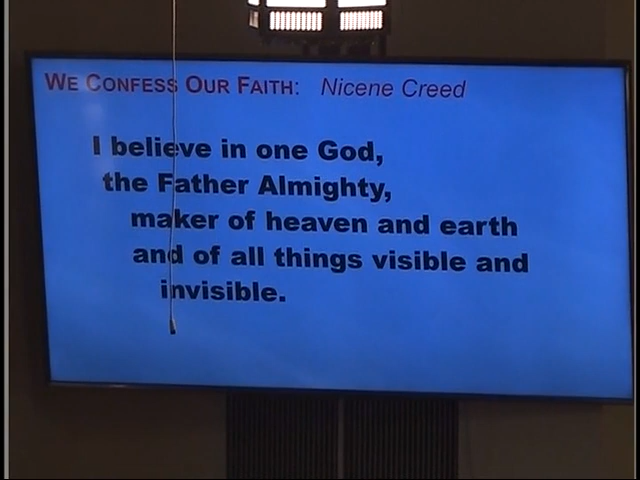 WE CONFESS OUR FAITH: Nicene Creed
I believe in one God,
the Father Almighty,
maker of heaven and earth
and of all things visible and
invisible.